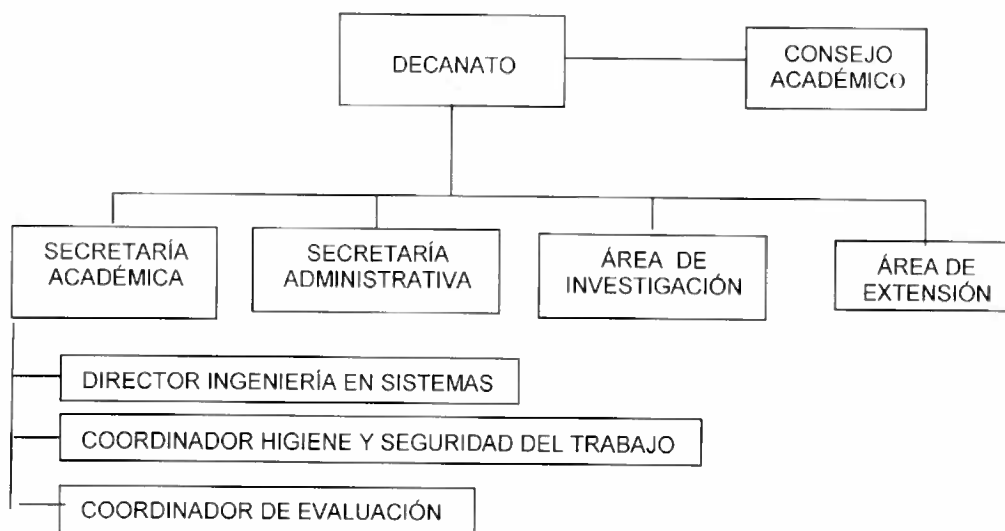 DECANATO
CONSEJO
ACADÉMICO
SECRETARÍA
ACADÉMICA
SECRETARÍA
ADMINISTRATIVA
ÁREA DE
INVESTIGACIÓN
ÁREA DE
EXTENSIÓN
DIRECTOR INGENIERÍA EN SISTEMAS
COORDINADOR HIGIENE Y SEGURIDAD DEL TRABAJO
COORDINADOR DE EVALUACIÓN